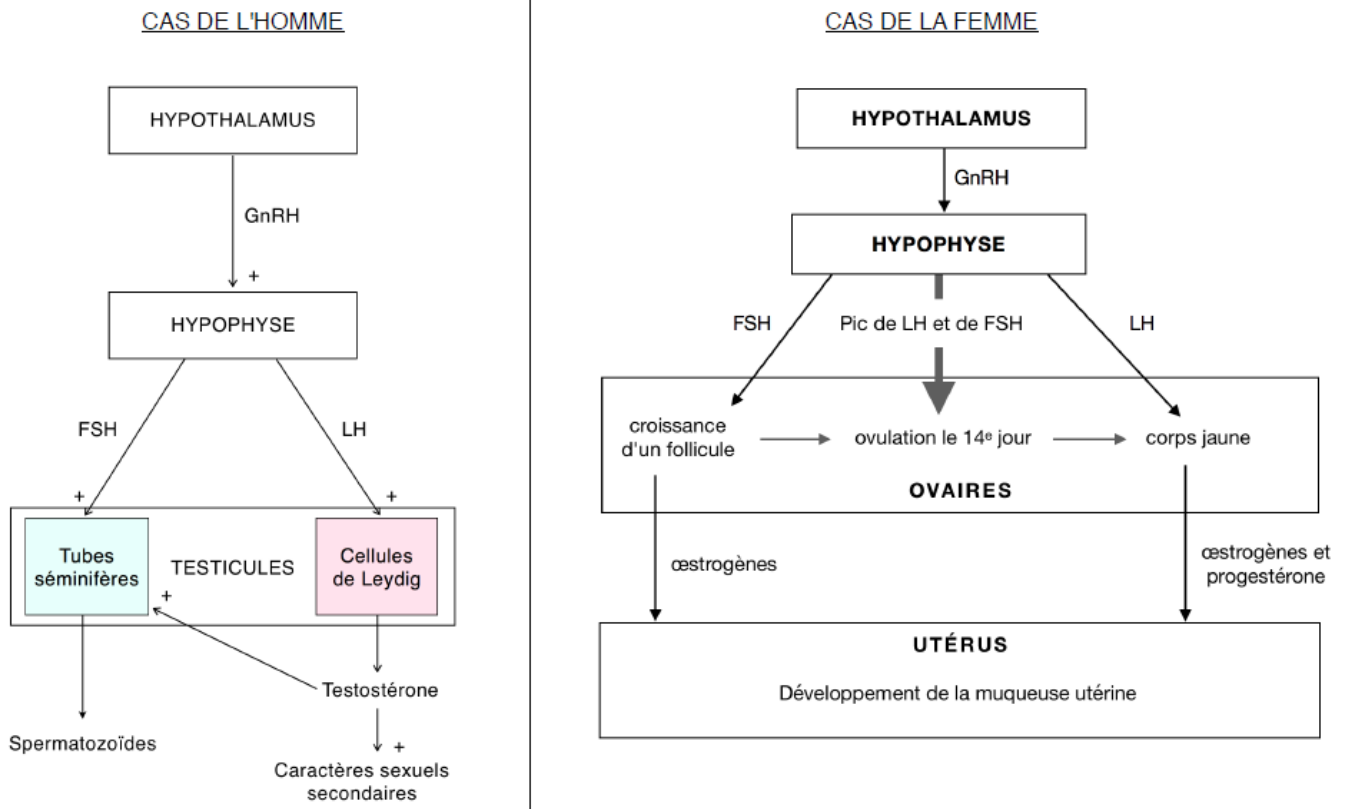 CAS DE L'HOMME
HYPOTHALAMUS
GnRH
+
HYPOPHYSE
FSH
LH
+
+
Tubes
séminifères
TESTICULES
Cellules
de Leydig
+
Testostérone
Spermatozoïdes
+
Caractères sexuels
secondaires
CAS DE LA FEMME
HYPOTHALAMUS
GnRH
HYPOPHYSE
FSH
Pic de LH et de FSH
LH
croissance
d'un follicule
ovulation le 14e jour
corps jaune
OVAIRES
œstrogènes
œstrogènes et
progestérone
UTÉRUS
Développement de la muqueuse utérine